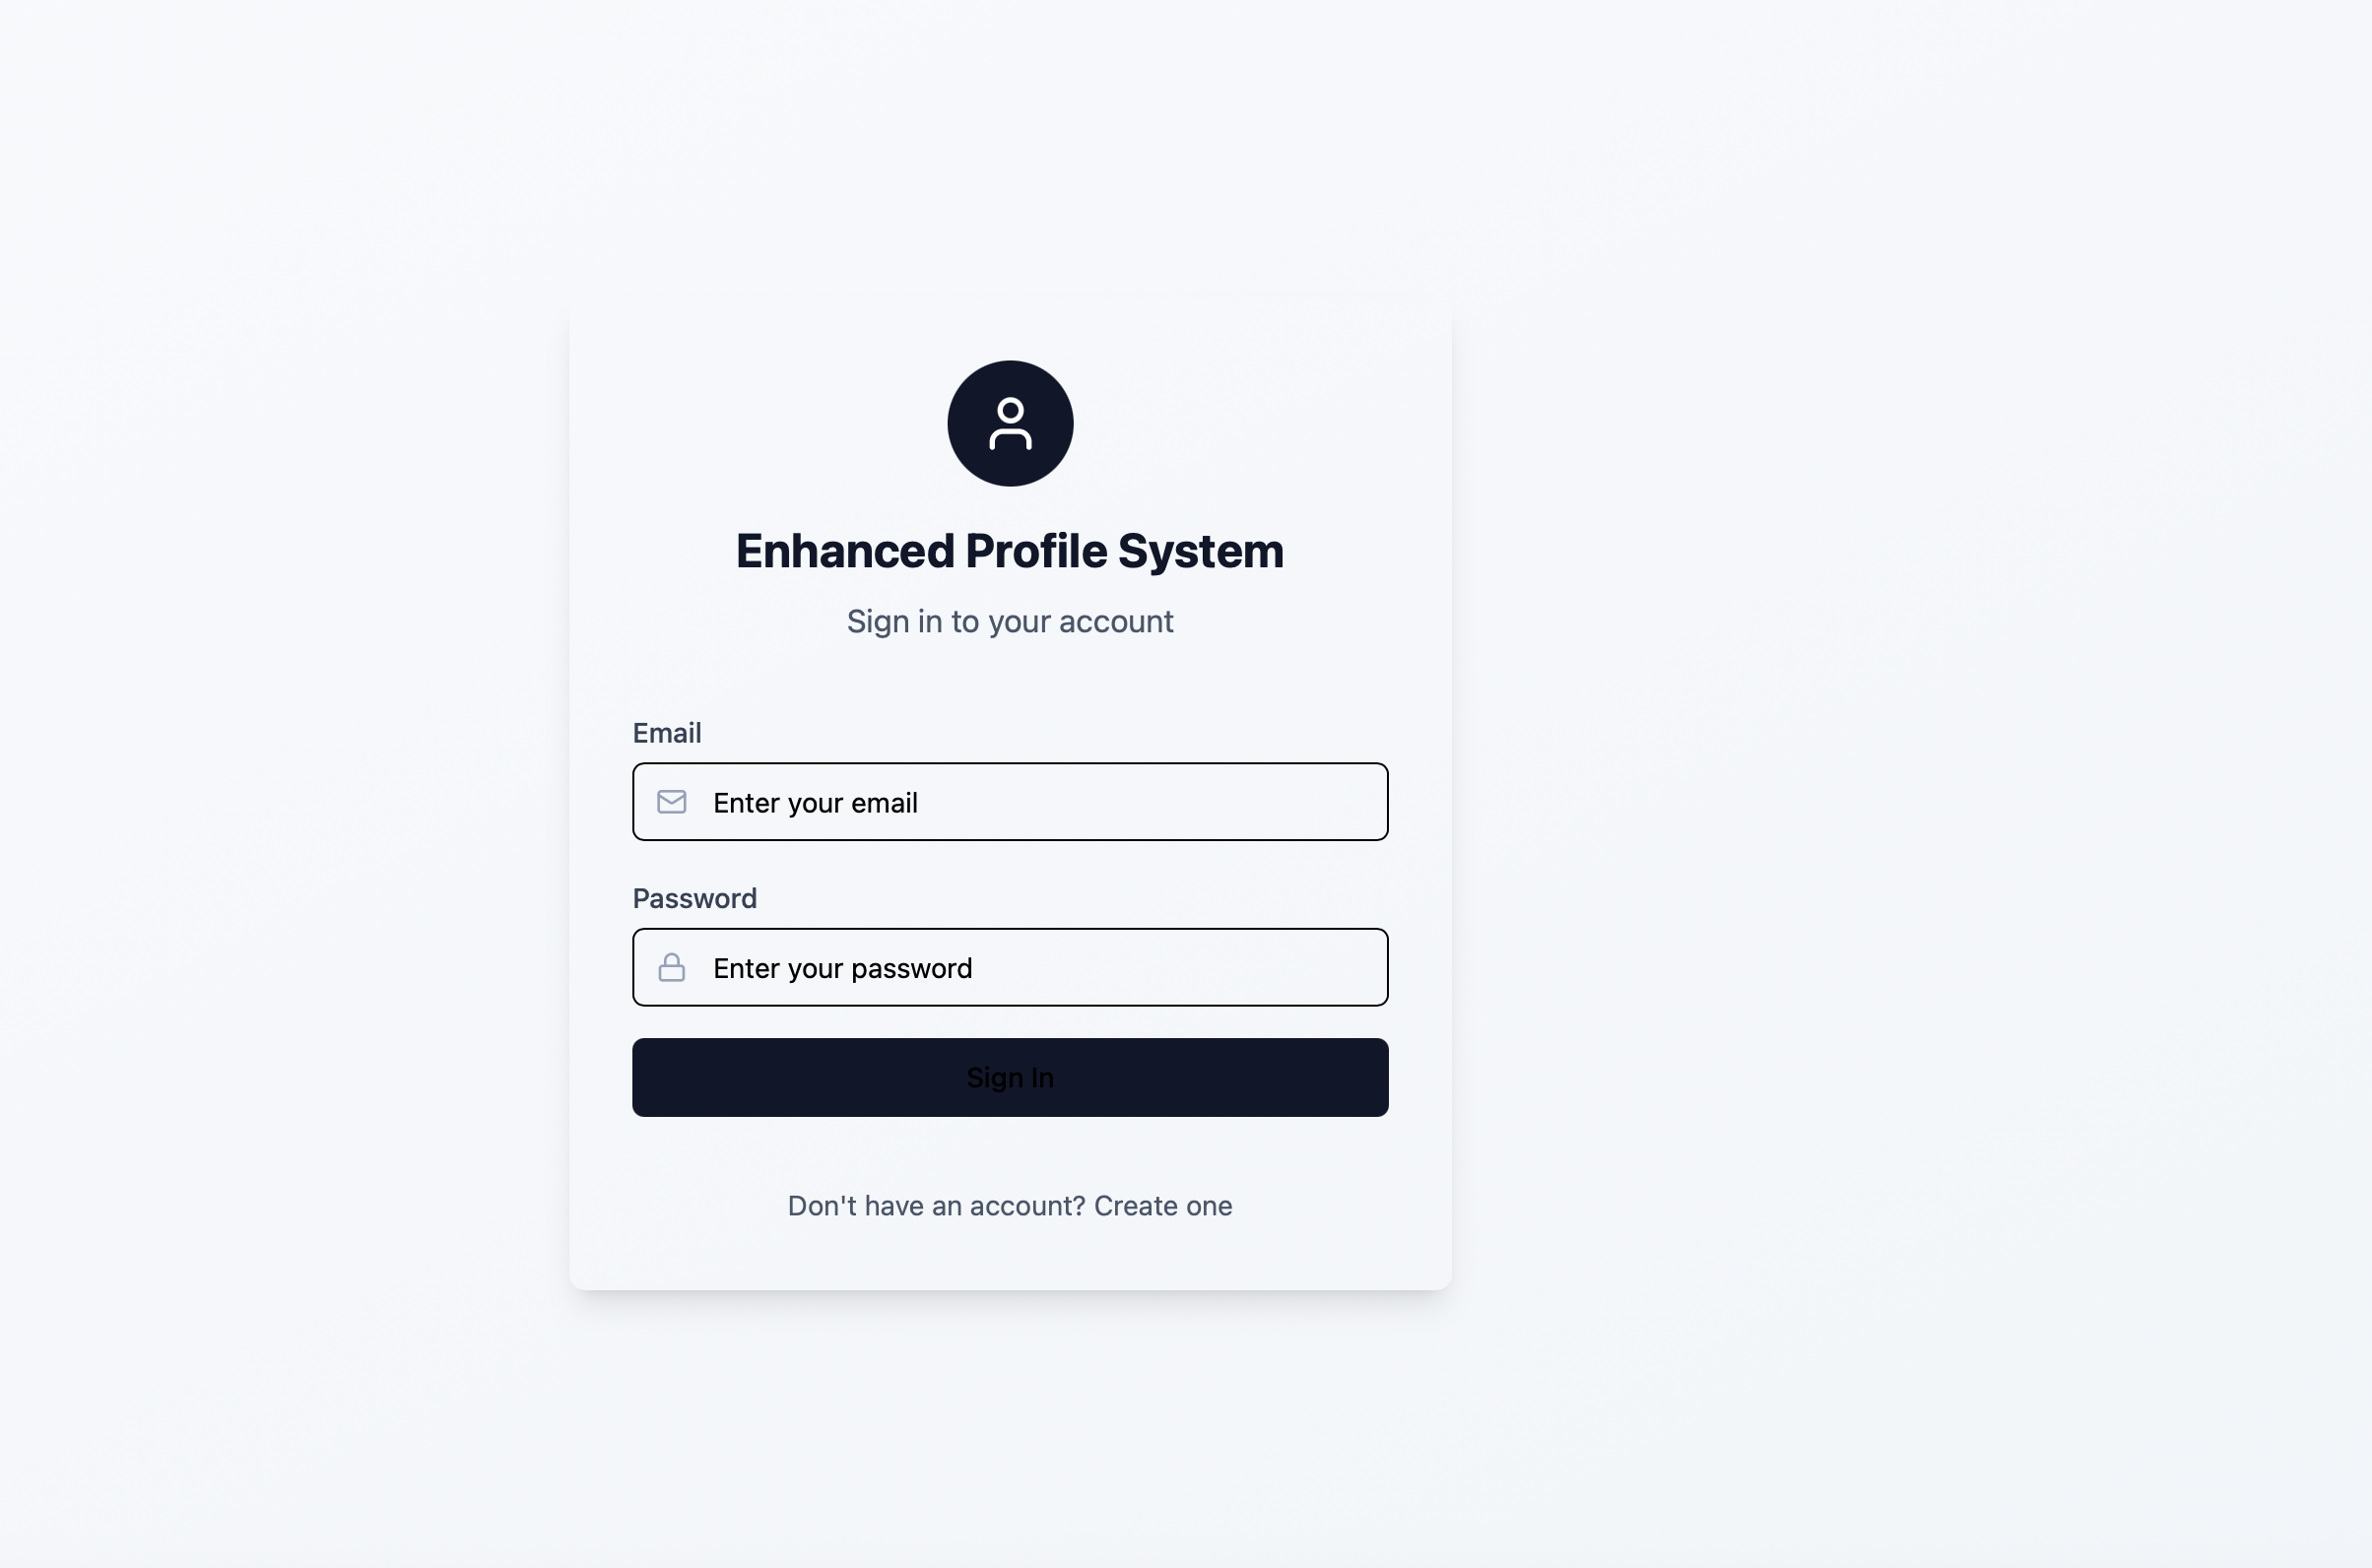 Enhanced Profile System
Sign in to your account
Email
Enter your email
Password
Enter your password
Sign In
Don't have an account? Create one